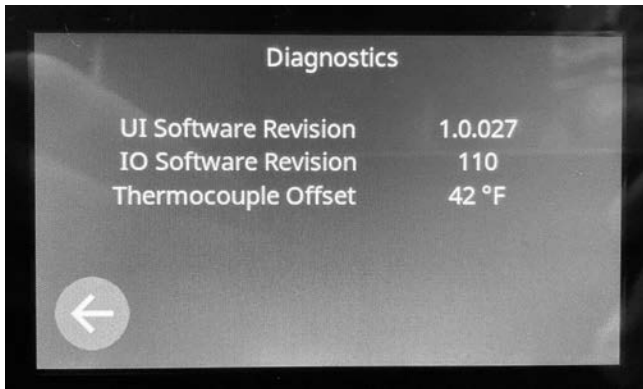 Diagnostics
UI Software Revision 1.0.027
IO Software Revision 110
Thermocouple Offset 42 °F